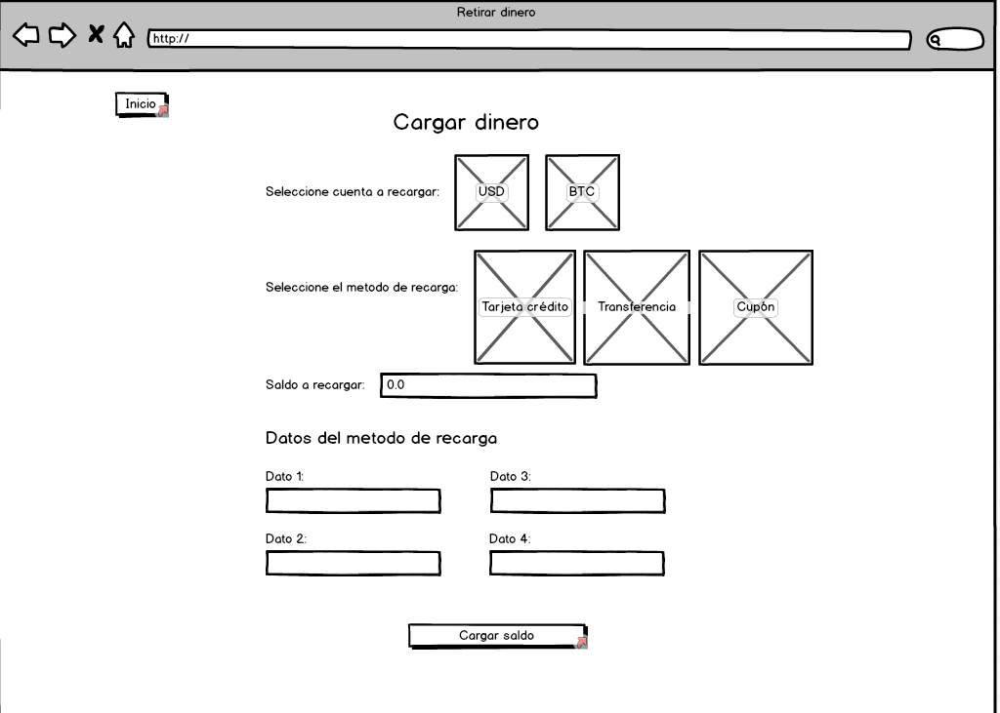 Retirar dinero
http://
Inicio
Cargar dinero
Seleccione cuenta a recargar:
USD
BTC
Seleccione el metodo de recarga:
Tarjeta crédito
Transferencia
Cupón
Saldo a recargar:
0.0
Datos del metodo de recarga
Dato 1:
Dato 3:
Dato 2:
Dato 4:
Cargar saldo